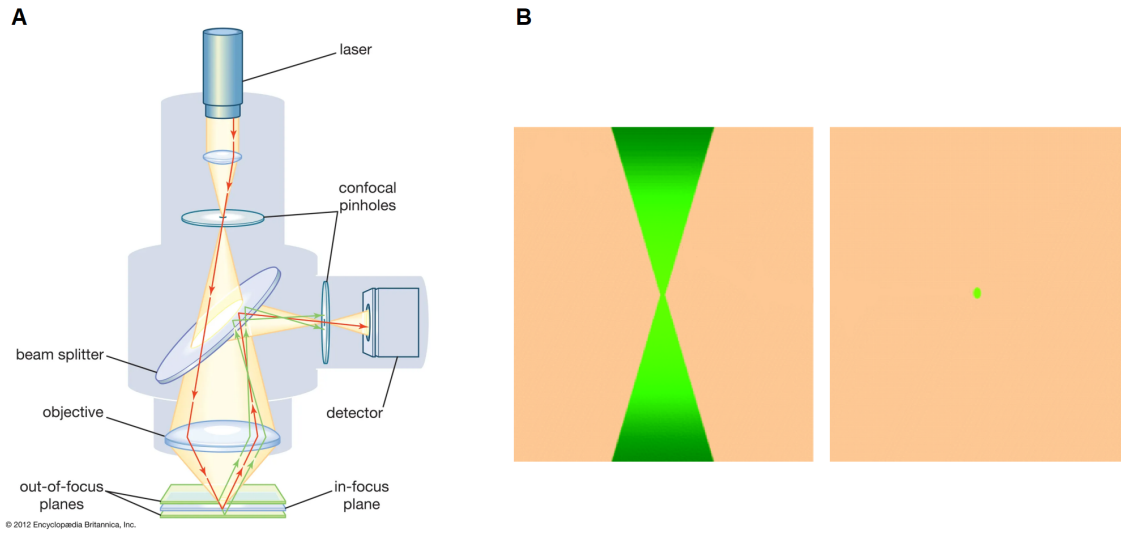 A
B
laser
confocal
pinholes
beam splitter
objective
detector
out-of-focus
planes
in-focus
plane
© 2012 Encyclopædia Britannica, Inc.